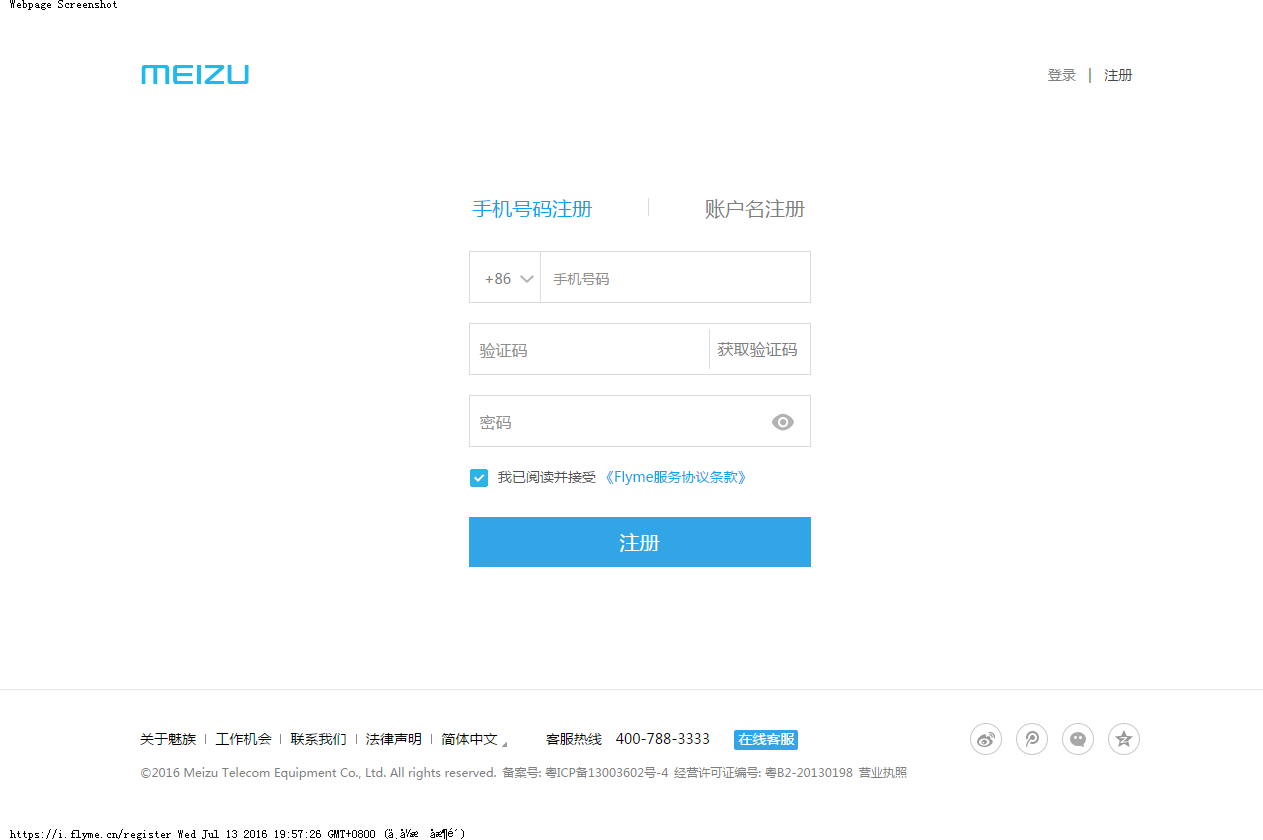 Webpage Screenshot
MEIZU
登录 | 注册
手机号码注册 | 账户名注册
+86 手机号码
验证码 获取验证码
密码
我已阅读并接受 《Flyme服务协议条款》
注册
关于魅族 | 工作机会 | 联系我们 | 法律声明 | 简体中文 客服热线 400-788-3333 在线客服
©2016 Meizu Telecom Equipment Co., Ltd. All rights reserved. 备案号: 粤ICP备13003602号-4 经营许可证编号: 粤B2-20130198 营业执照
https://i.flyme.cn/register Wed Jul 13 2016 19:57:26 GMT+0800